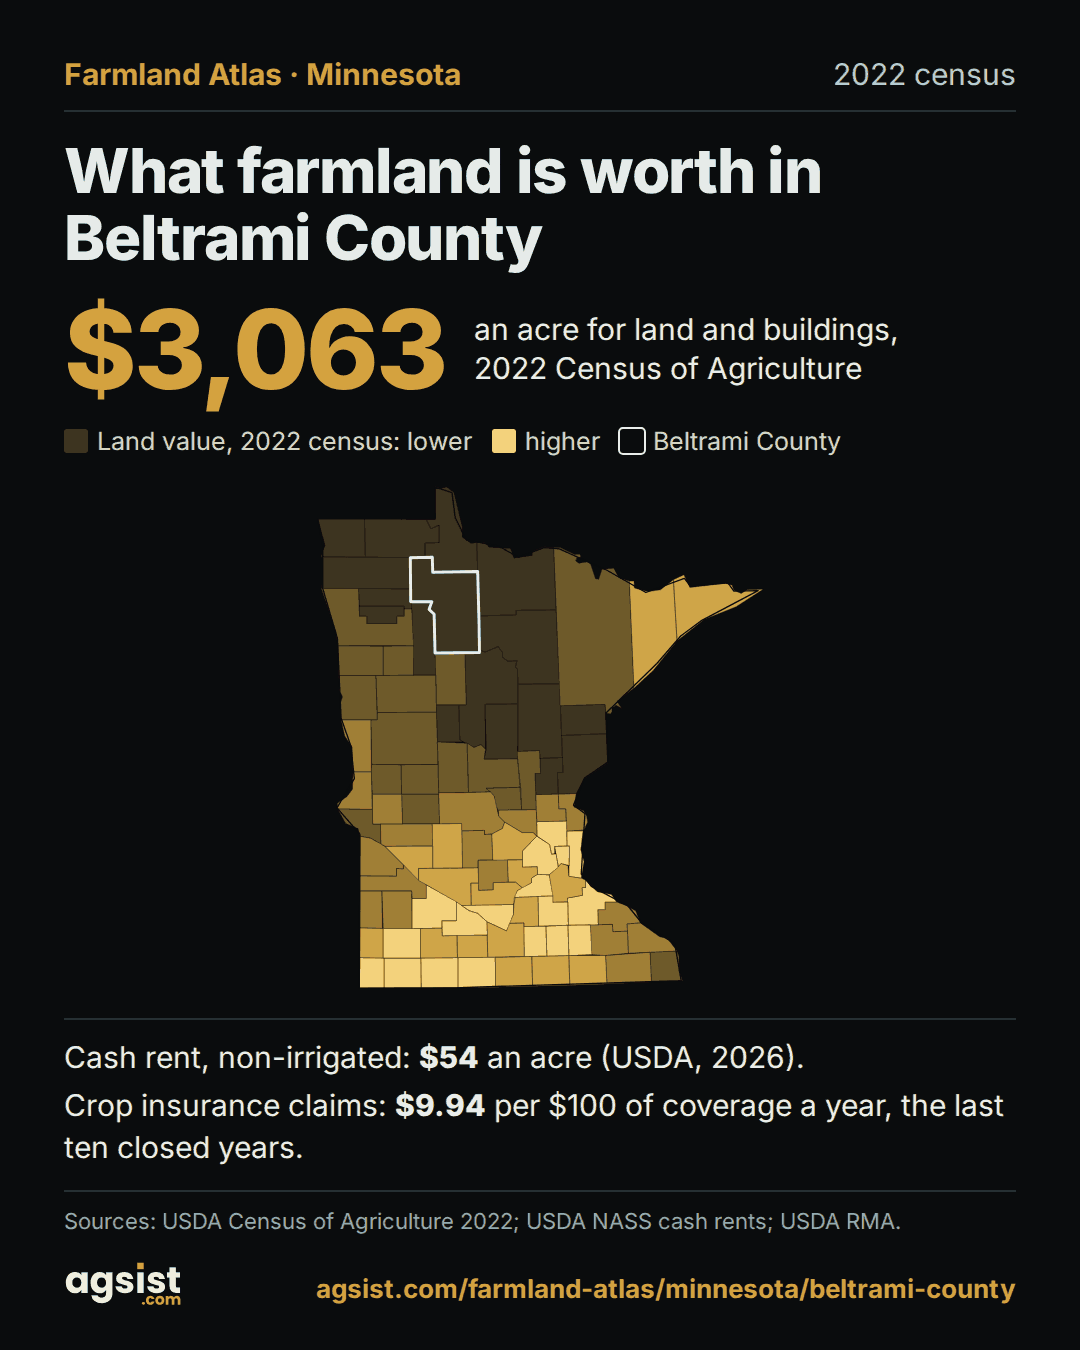 Farmland Atlas · Minnesota
2022 census
What farmland is worth in
Beltrami County
$3,063
an acre for land and buildings,
2022 Census of Agriculture
Land value, 2022 census: lower
higher
Beltrami County
Cash rent, non-irrigated: $54 an acre (USDA, 2026).
Crop insurance claims: $9.94 per $100 of coverage a year, the last
ten closed years.
Sources: USDA Census of Agriculture 2022; USDA NASS cash rents; USDA RMA.
agsist
.com
agsist.com/farmland-atlas/minnesota/beltrami-county